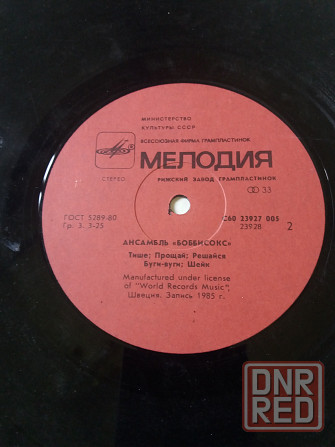 МИНИСТЕРСТВО
КУЛЬТУРЫ СССР
ВСЕСОЮЗНАЯ ФИРМА ГРАМПЛАСТИНОК
МЕЛОДИЯ
СТЕРЕО
РИЖСКИЙ ЗАВОД ГРАМПЛАСТИНОК
33
ГОСТ 5289-80
Гр. 3. 3-25
С60 23927 005
23928
2
АНСАМБЛЬ «БОББИСОКС»
Тише; Прощай; Решайся
Буги-вуги; Шейк
Manufactured under license
of "World Records Music",
Швеция. Запись 1985 г.
DNR
RED